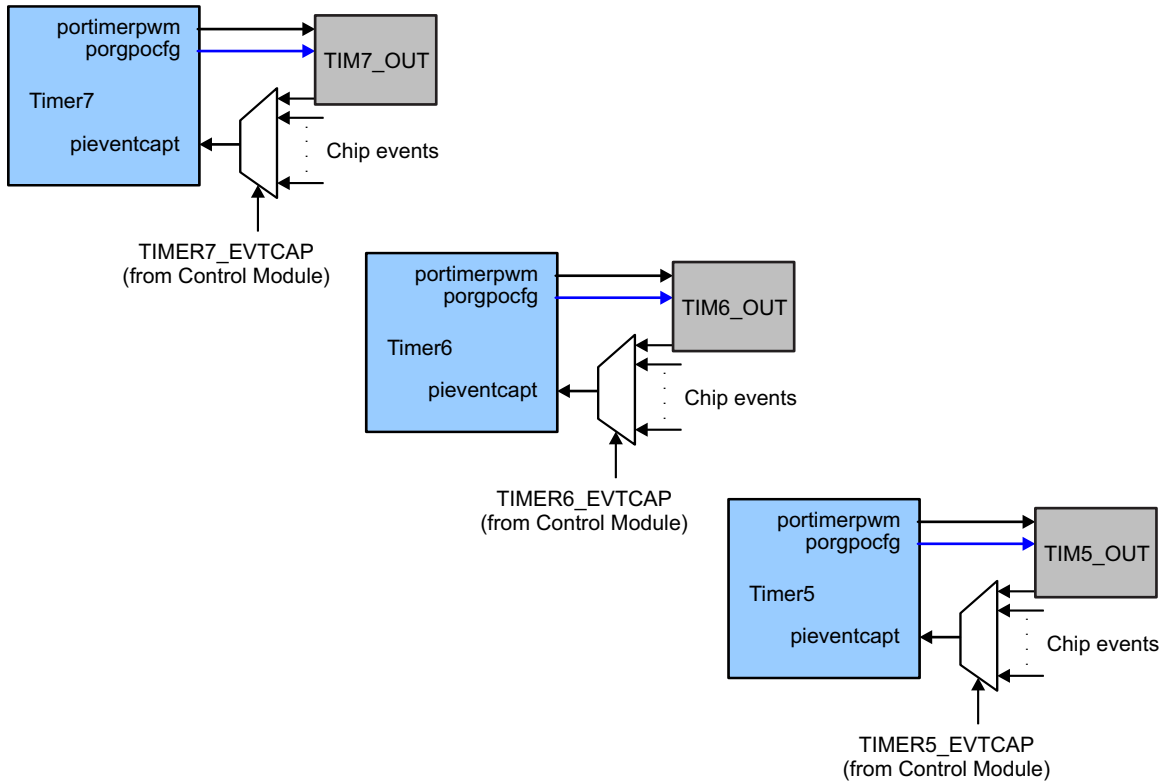 portimerpwm
porgpocfg
TIM7_OUT
Timer7
pieventcapt
Chip events
TIMER7_EVTCAP
(from Control Module)
portimerpwm
porgpocfg
TIM6_OUT
Timer6
pieventcapt
Chip events
TIMER6_EVTCAP
(from Control Module)
portimerpwm
porgpocfg
TIM5_OUT
Timer5
pieventcapt
Chip events
TIMER5_EVTCAP
(from Control Module)